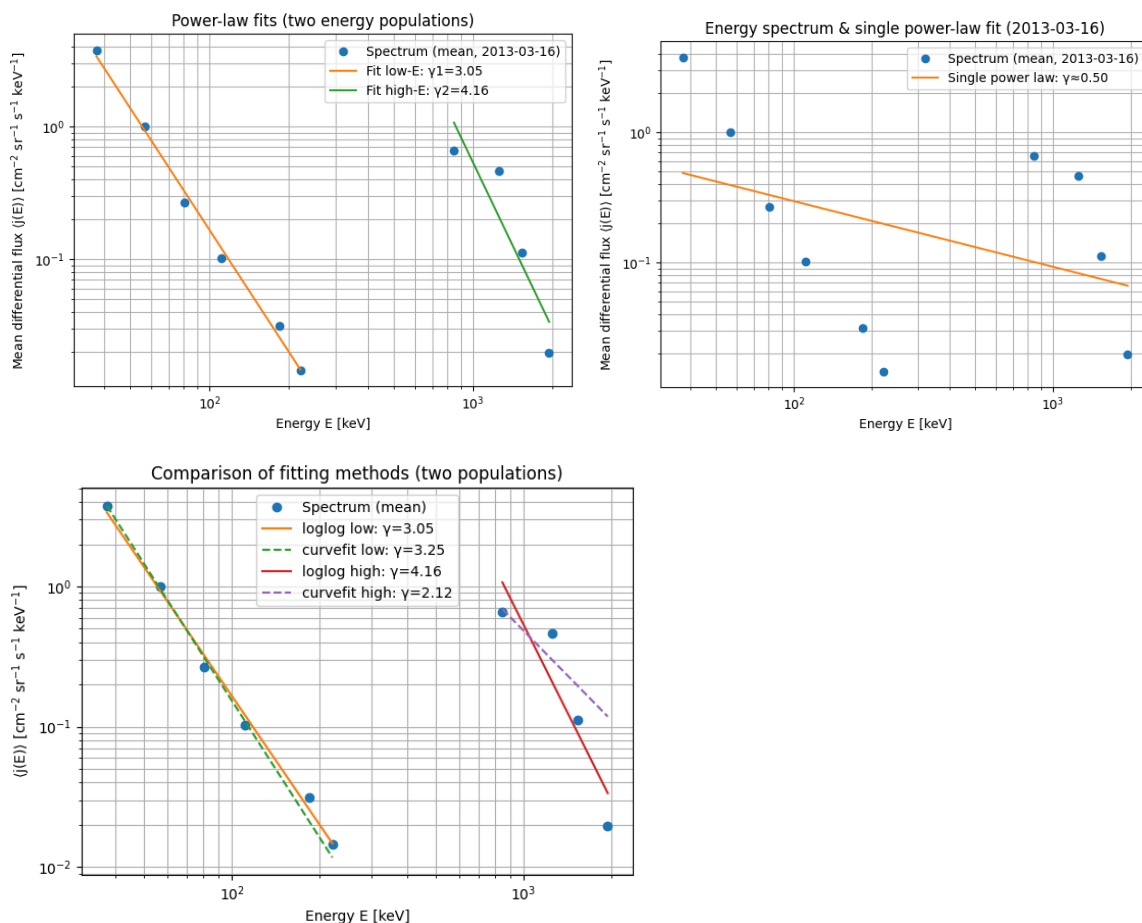 Power-law fits (two energy populations)
Spectrum (mean, 2013-03-16)
Fit low-E: γ1=3.05
Fit high-E: γ2=4.16
Mean differential flux ⟨j(E)⟩ [cm⁻² sr⁻¹ s⁻¹ keV⁻¹]
10⁰
10⁻¹
10² 10³
Energy E [keV]
Energy spectrum & single power-law fit (2013-03-16)
Spectrum (mean, 2013-03-16)
Single power law: γ≈0.50
Mean differential flux ⟨j(E)⟩ [cm⁻² sr⁻¹ s⁻¹ keV⁻¹]
10⁰
10⁻¹
10² 10³
Energy E [keV]
Comparison of fitting methods (two populations)
Spectrum (mean)
loglog low: γ=3.05
curvefit low: γ=3.25
loglog high: γ=4.16
curvefit high: γ=2.12
⟨j(E)⟩ [cm⁻² sr⁻¹ s⁻¹ keV⁻¹]
10⁰
10⁻¹
10⁻²
10² 10³
Energy E [keV]